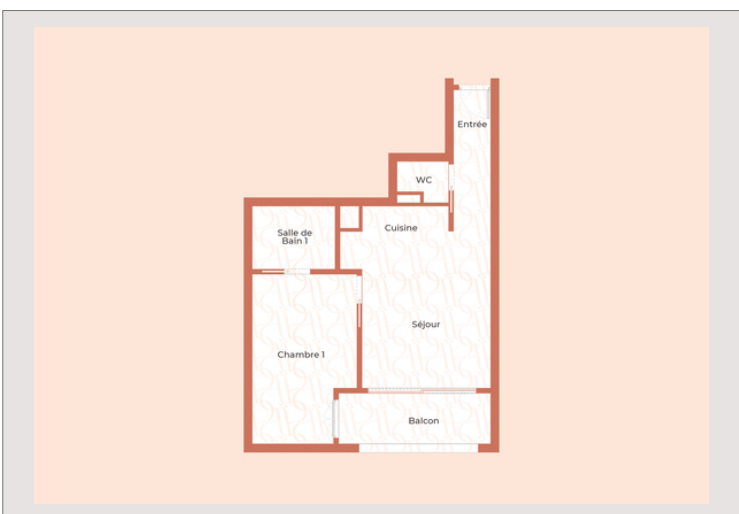 Entrée
WC
Cuisine
Salle de
Bain 1
Séjour
Chambre 1
Balcon